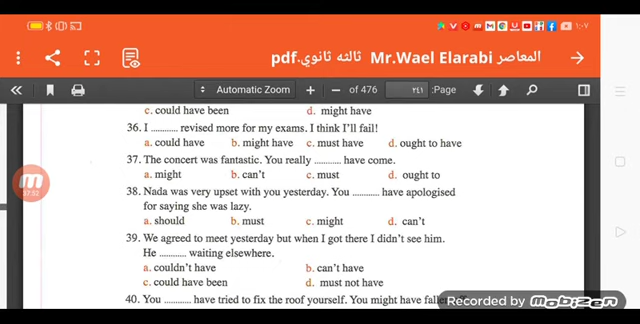 ١:٠٧
المعاصر Mr.Wael Elarabi ثالثه ثانوي.pdf
Automatic Zoom of 476 ٢٤١ :Page
c. could have been d. might have
36. I ............ revised more for my exams. I think I'll fail!
a. could have b. might have c. must have d. ought to have
37. The concert was fantastic. You really ............ have come.
a. might b. can't c. must d. ought to
38. Nada was very upset with you yesterday. You ............ have apologised
for saying she was lazy.
a. should b. must c. might d. can't
39. We agreed to meet yesterday but when I got there I didn't see him.
He ............ waiting elsewhere.
a. couldn't have b. can't have
c. could have been d. must not have
40. You ............ have tried to fix the roof yourself. You might have fallen
Recorded by Mobizen